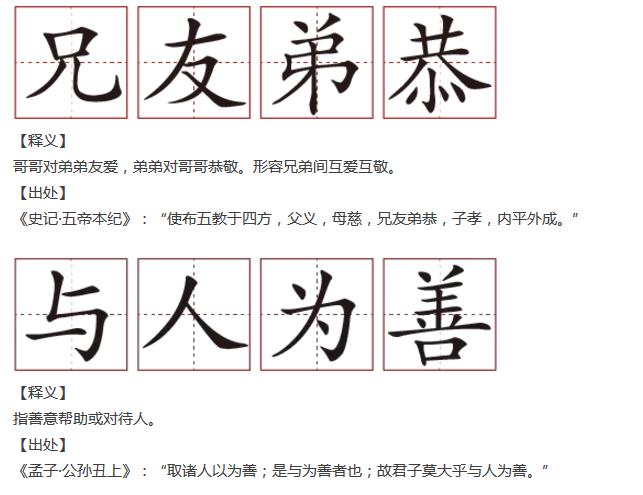 兄友弟恭
【释义】
哥哥对弟弟友爱，弟弟对哥哥恭敬。形容兄弟间互爱互敬。
【出处】
《史记·五帝本纪》：“使布五教于四方，父义，母慈，兄友弟恭，子孝，内平外成。”
与人为善
【释义】
指善意帮助或对待人。
【出处】
《孟子·公孙丑上》：“取诸人以为善；是与为善者也；故君子莫大乎与人为善。”